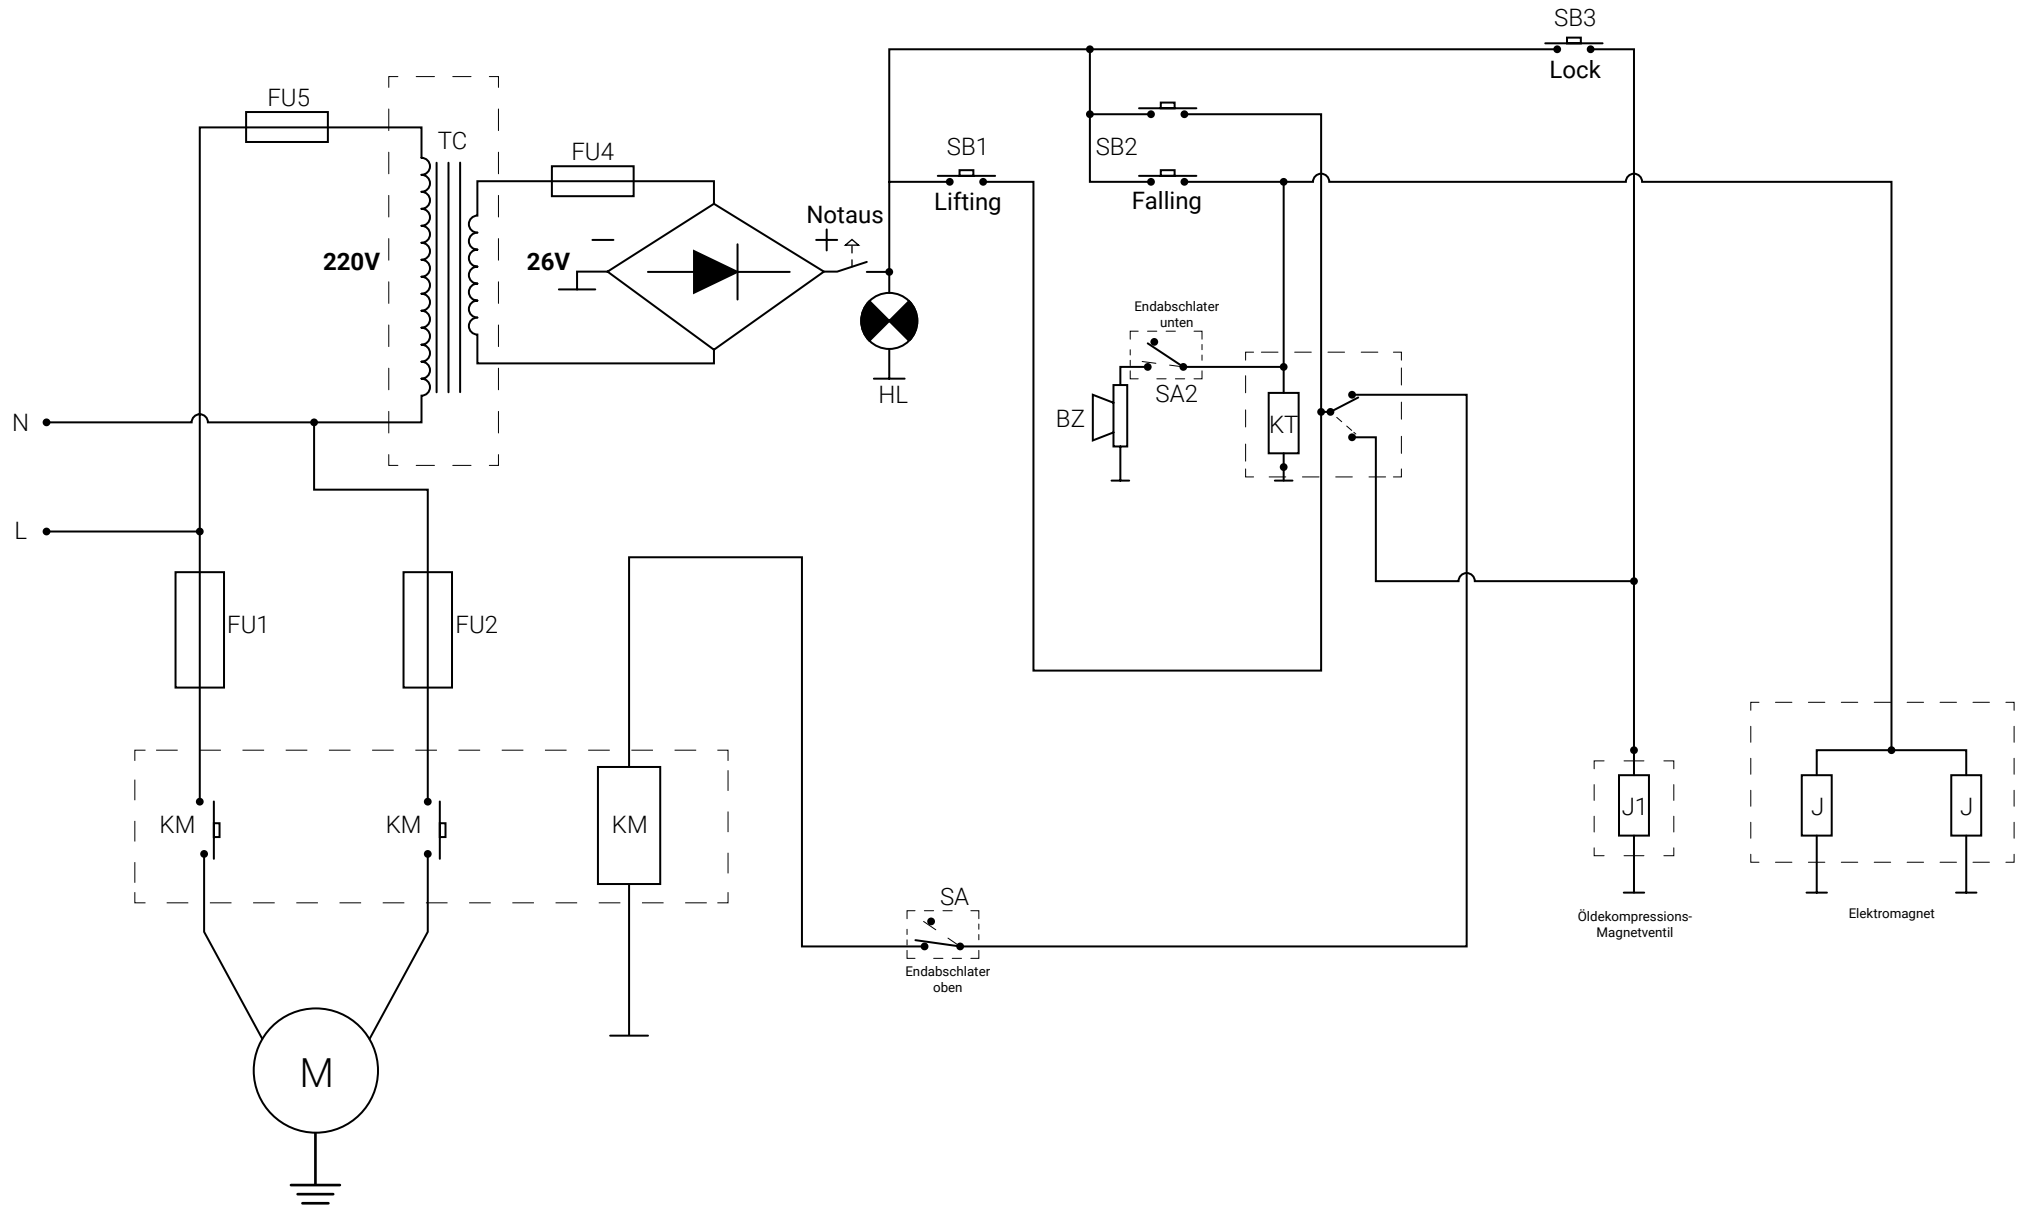 SB3
Lock
FU5
TC
FU4
SB1
SB2
Lifting
Falling
Notaus
+
−
220V
26V
Endabschlater
unten
SA2
HL
BZ
KT
N
L
FU1
FU2
KM
KM
KM
J1
J
J
SA
Endabschlater
oben
Öldekompressions-
Magnetventil
Elektromagnet
M